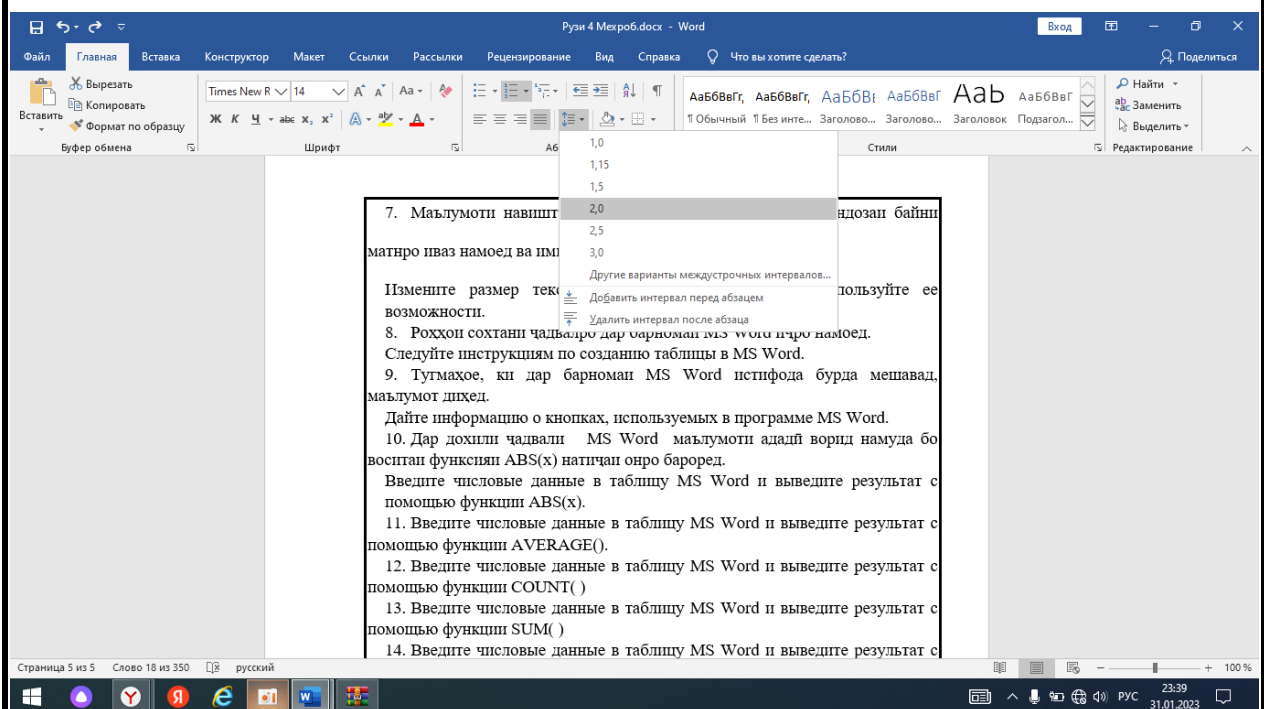 Рузи 4 Мехроб.docx - Word
Вход
Файл Главная Вставка Конструктор Макет Ссылки Рассылки Рецензирование Вид Справка Что вы хотите сделать? Поделиться
Вставить
Вырезать
Копировать
Формат по образцу
Буфер обмена
Times New R 14
Ж К Ч abc x₂ x²
Шрифт
Аб
АаБбВвГг, АаБбВвГг, АаБбВв АаБбВвГ АаЬ АаБбВвГ
¶ Обычный ¶ Без инте... Заголово... Заголово... Заголовок Подзагол...
Стили
Найти
Заменить
Выделить
Редактирование
1,0
1,15
1,5
2,0
2,5
3,0
Другие варианты междустрочных интервалов...
Добавить интервал перед абзацем
Удалить интервал после абзаца
7. Маълумоти навишт ндозаи байни
матнро иваз намоед ва им
Измените размер тек пользуйте ее
возможности.
8. Роҳҳои сохтани ҷадвалро дар барномаи MS Word иҷро намоед.
Следуйте инструкциям по созданию таблицы в MS Word.
9. Тугмаҳое, ки дар барномаи MS Word истифода бурда мешавад,
маълумот диҳед.
Дайте информацию о кнопках, используемых в программе MS Word.
10. Дар дохили ҷадвали MS Word маълумоти ададӣ ворид намуда бо
воситаи функсияи ABS(x) натиҷаи онро бароред.
Введите числовые данные в таблицу MS Word и выведите результат с
помощью функции ABS(x).
11. Введите числовые данные в таблицу MS Word и выведите результат с
помощью функции AVERAGE().
12. Введите числовые данные в таблицу MS Word и выведите результат с
помощью функции COUNT( )
13. Введите числовые данные в таблицу MS Word и выведите результат с
помощью функции SUM( )
14. Введите числовые данные в таблицу MS Word и выведите результат с
Страница 5 из 5 Слово 18 из 350 русский 100 %
РУС
23:39
31.01.2023